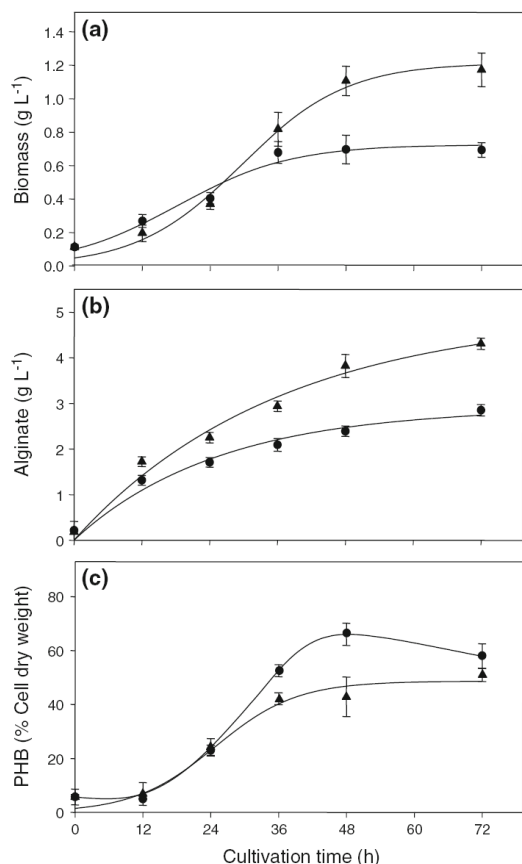 (a)
Biomass (g L-1)
1.4
1.2
1.0
0.8
0.6
0.4
0.2
0.0
(b)
Alginate (g L-1)
5
4
3
2
1
0
(c)
PHB (% Cell dry weight)
80
60
40
20
0
0 12 24 36 48 60 72
Cultivation time (h)